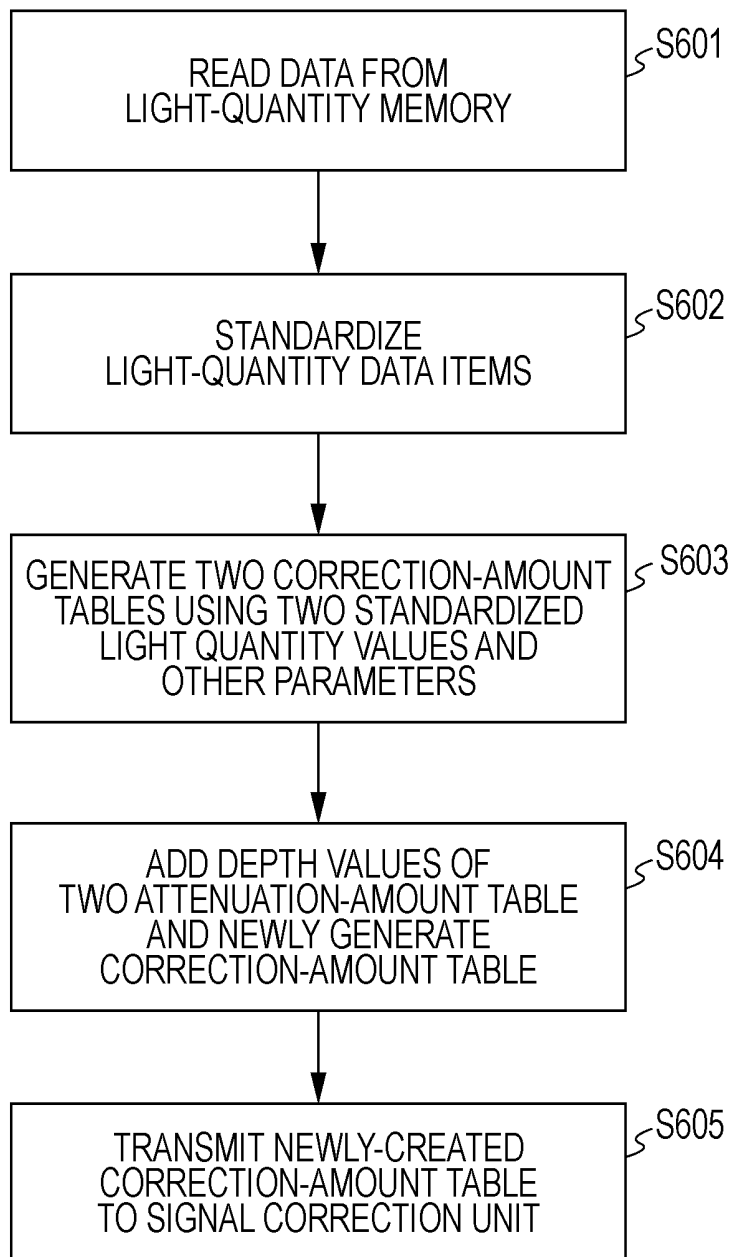 READ DATA FROM
LIGHT-QUANTITY MEMORY
S601
STANDARDIZE
LIGHT-QUANTITY DATA ITEMS
S602
GENERATE TWO CORRECTION-AMOUNT
TABLES USING TWO STANDARDIZED
LIGHT QUANTITY VALUES AND
OTHER PARAMETERS
S603
ADD DEPTH VALUES OF
TWO ATTENUATION-AMOUNT TABLE
AND NEWLY GENERATE
CORRECTION-AMOUNT TABLE
S604
TRANSMIT NEWLY-CREATED
CORRECTION-AMOUNT TABLE
TO SIGNAL CORRECTION UNIT
S605